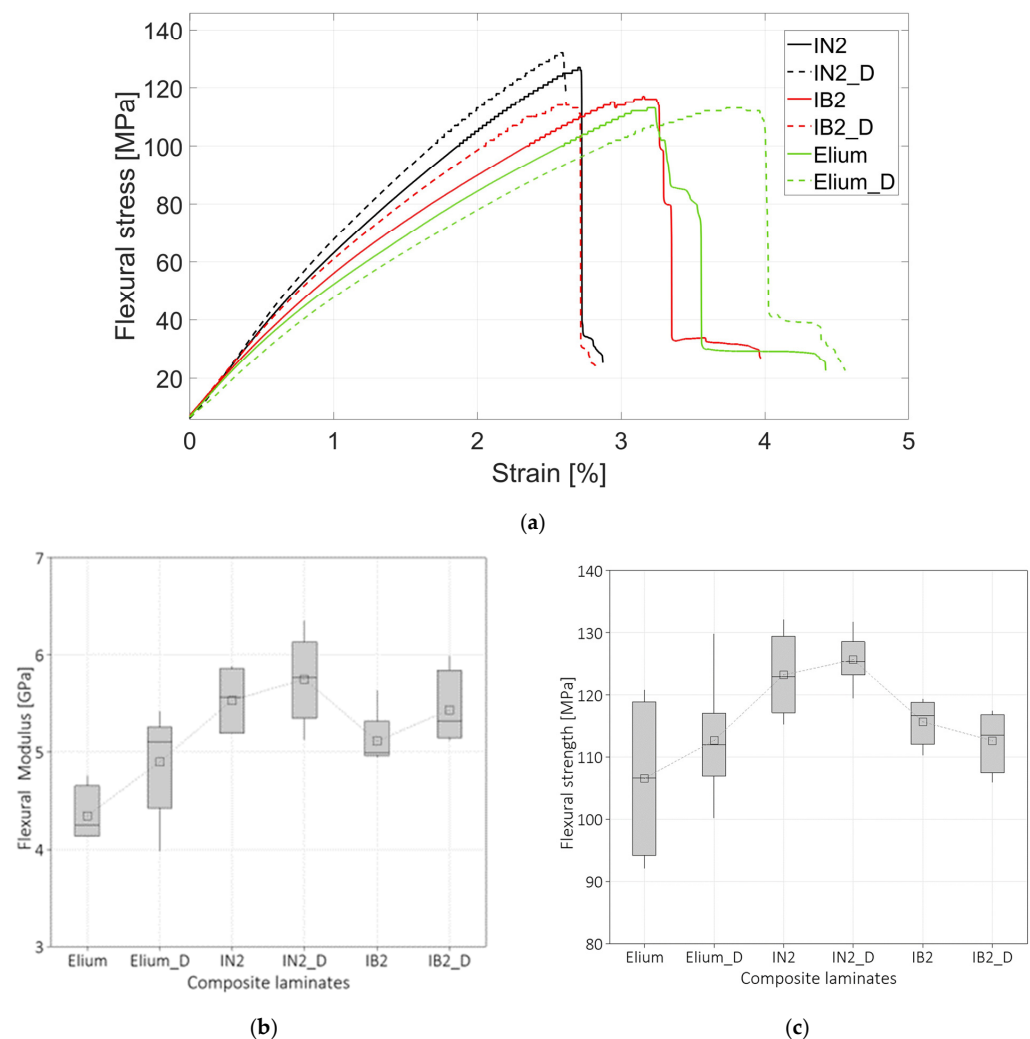 140
120
100
80
60
40
20
0
1
2
3
4
5
Flexural stress [MPa]
Strain [%]
IN2
IN2_D
IB2
IB2_D
Elium
Elium_D
(a)
7
6
5
4
3
Flexural Modulus [GPa]
Elium
Elium_D
IN2
IN2_D
IB2
IB2_D
Composite laminates
(b)
140
130
120
110
100
90
80
Flexural strength [MPa]
Elium
Elium_D
IN2
IN2_D
IB2
IB2_D
Composite laminates
(c)